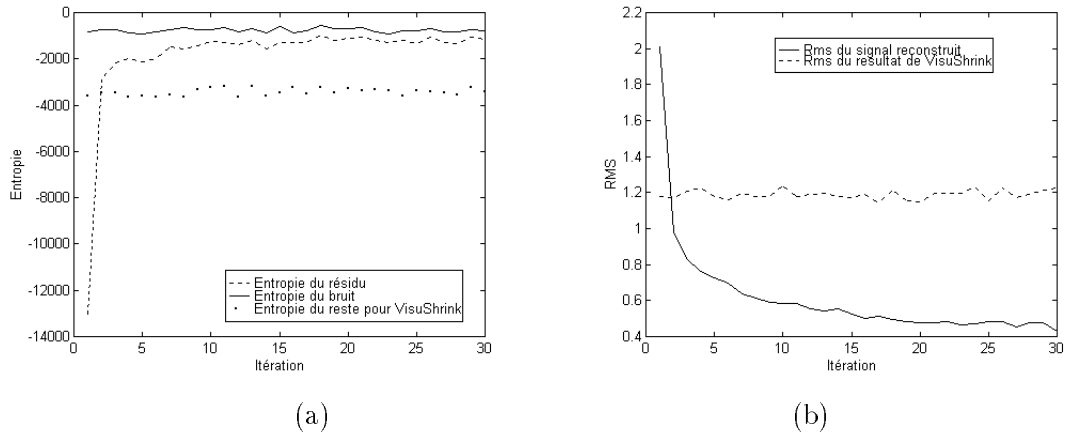 0
-2000
-4000
-6000
-8000
-10000
-12000
-14000
Entropie
Entropie du résidu
Entropie du bruit
Entropie du reste pour VisuShrink
0 5 10 15 20 25 30
Itération
(a)
2.2
2
1.8
1.6
1.4
1.2
1
0.8
0.6
0.4
RMS
Rms du signal reconstruit
Rms du resultat de VisuShrink
0 5 10 15 20 25 30
Itération
(b)